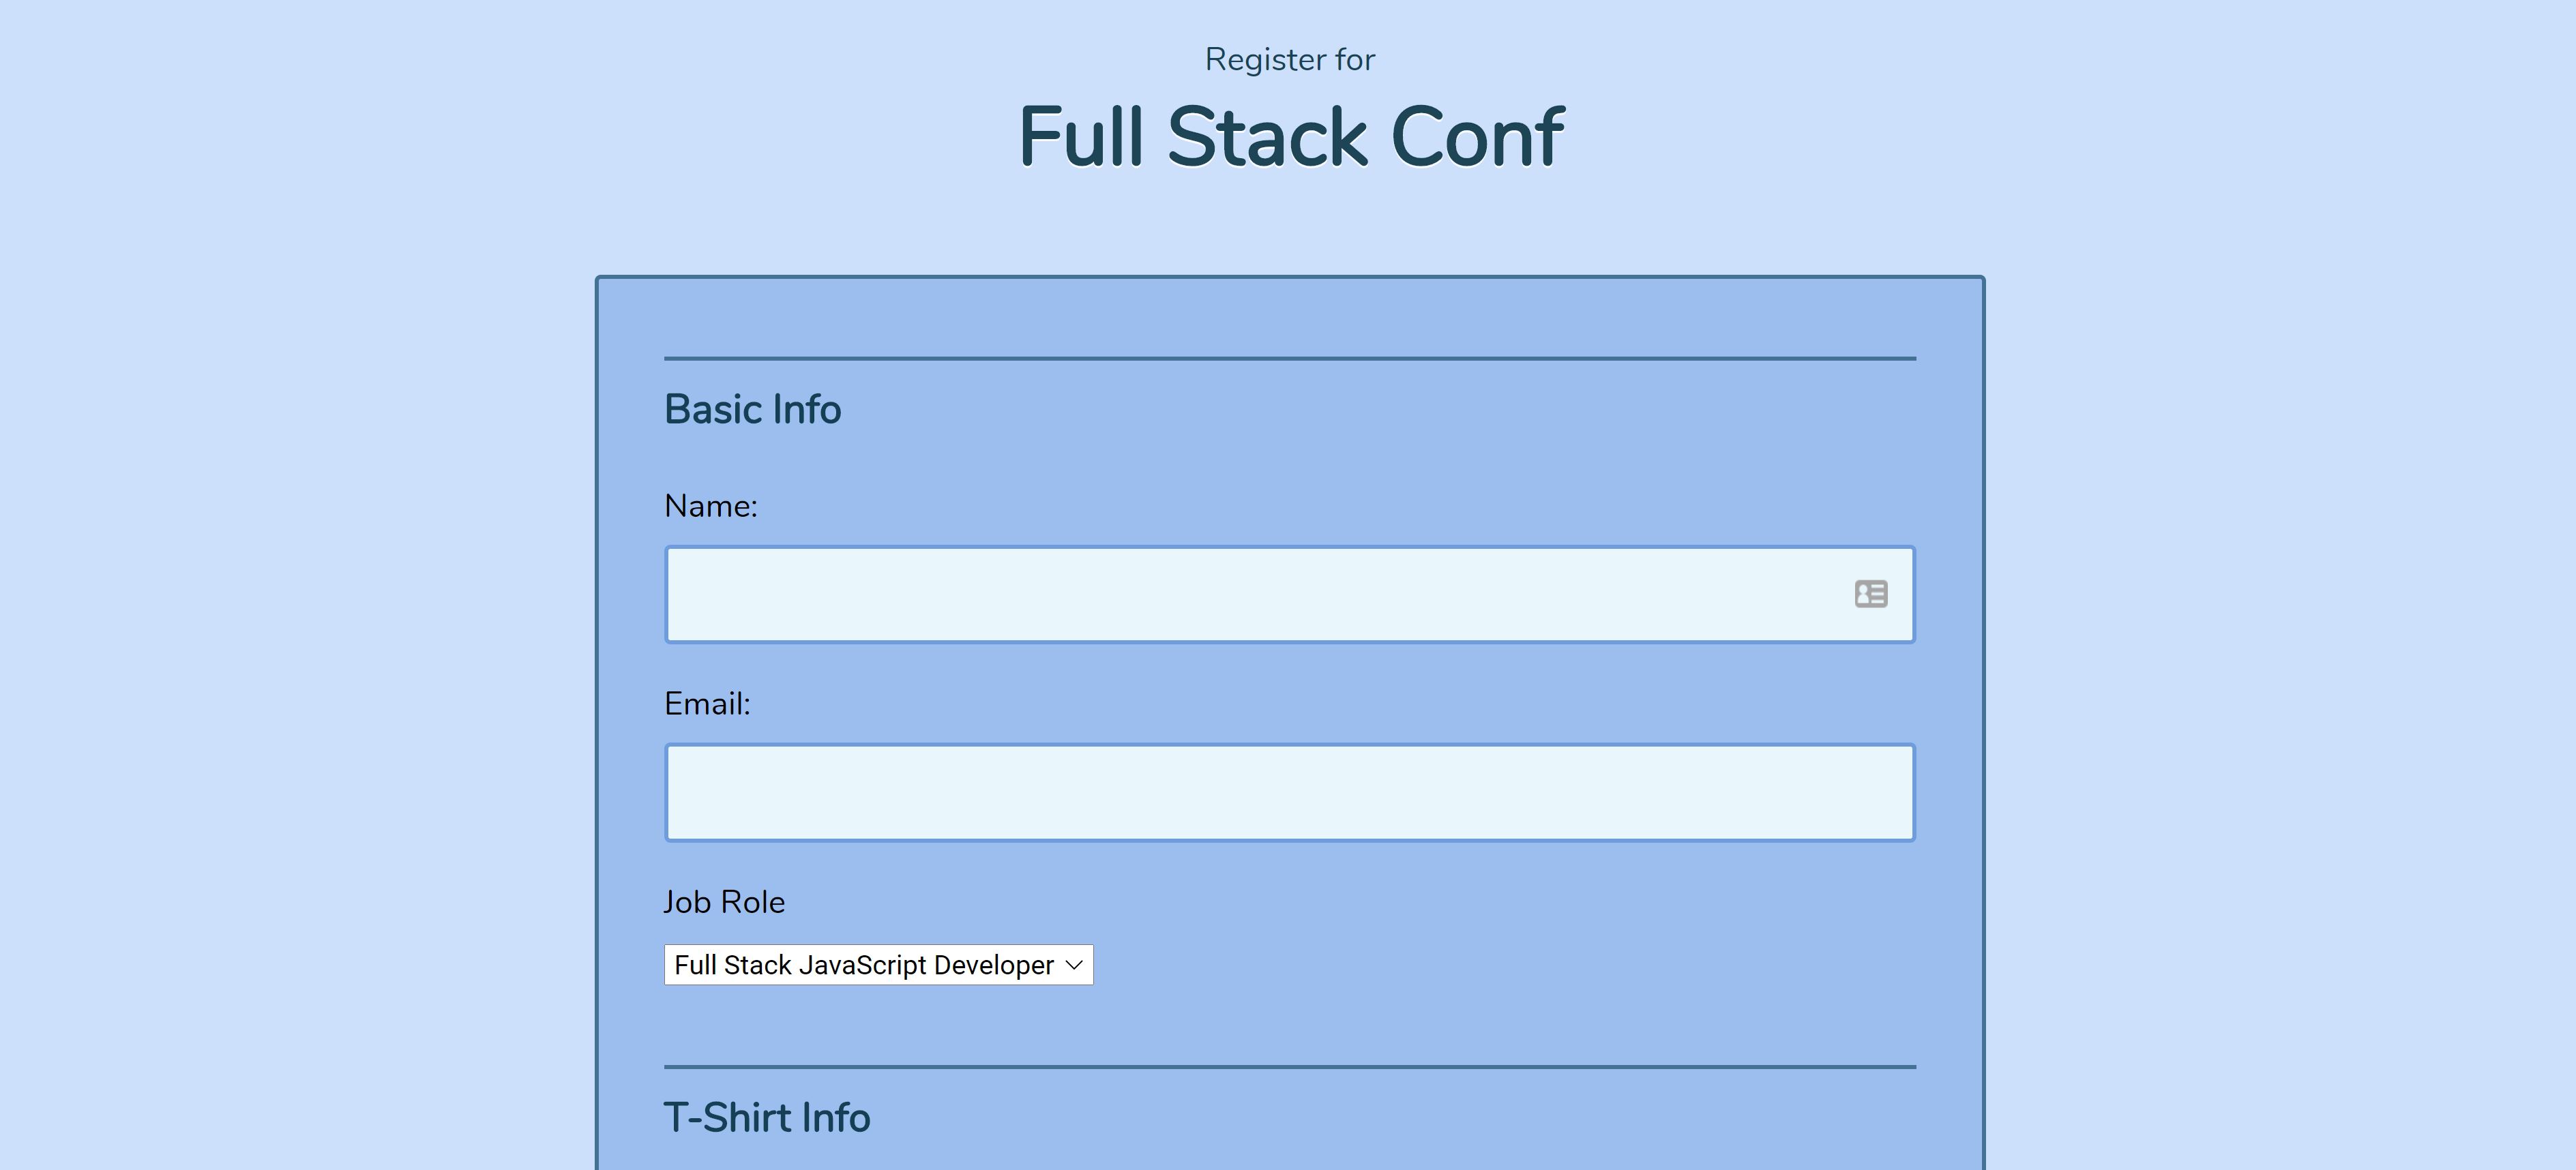 Register for
Full Stack Conf
Basic Info
Name:
Email:
Job Role
Full Stack JavaScript Developer
T-Shirt Info